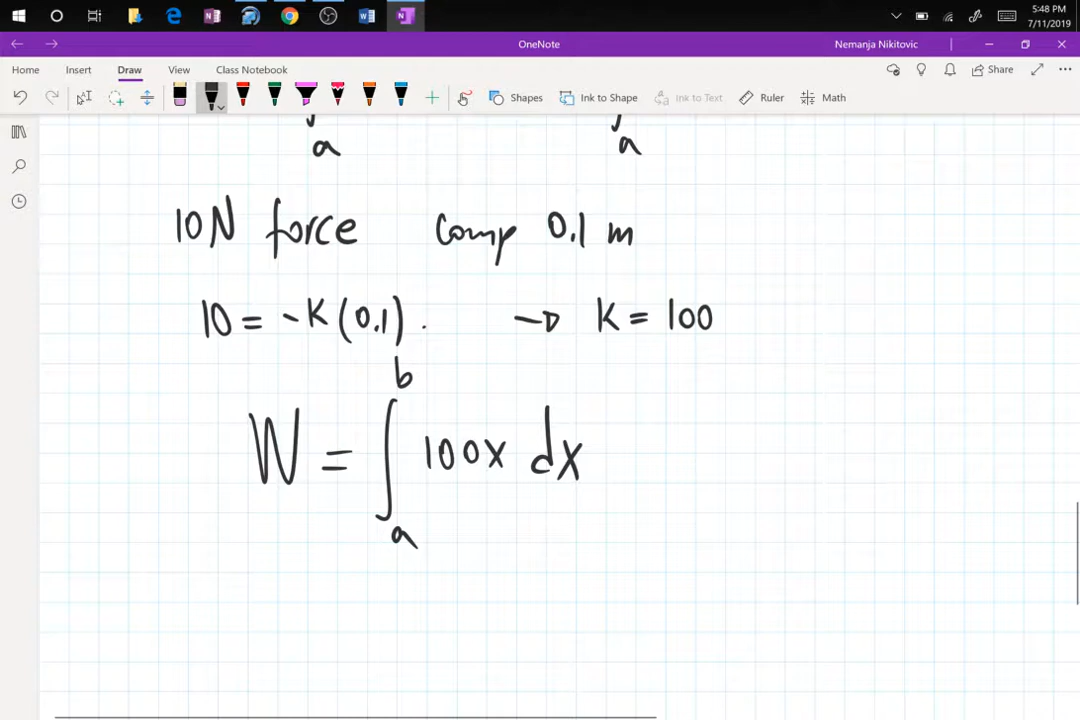 5:48 PM
7/11/2019
OneNote
Nemanja Nikitovic
Home Insert Draw View Class Notebook Share
Shapes Ink to Shape Ink to Text Ruler Math
a a
10N force comp 0.1 m
10 = -K(0.1). → K = 100
b
W = ∫ 100x dx
a